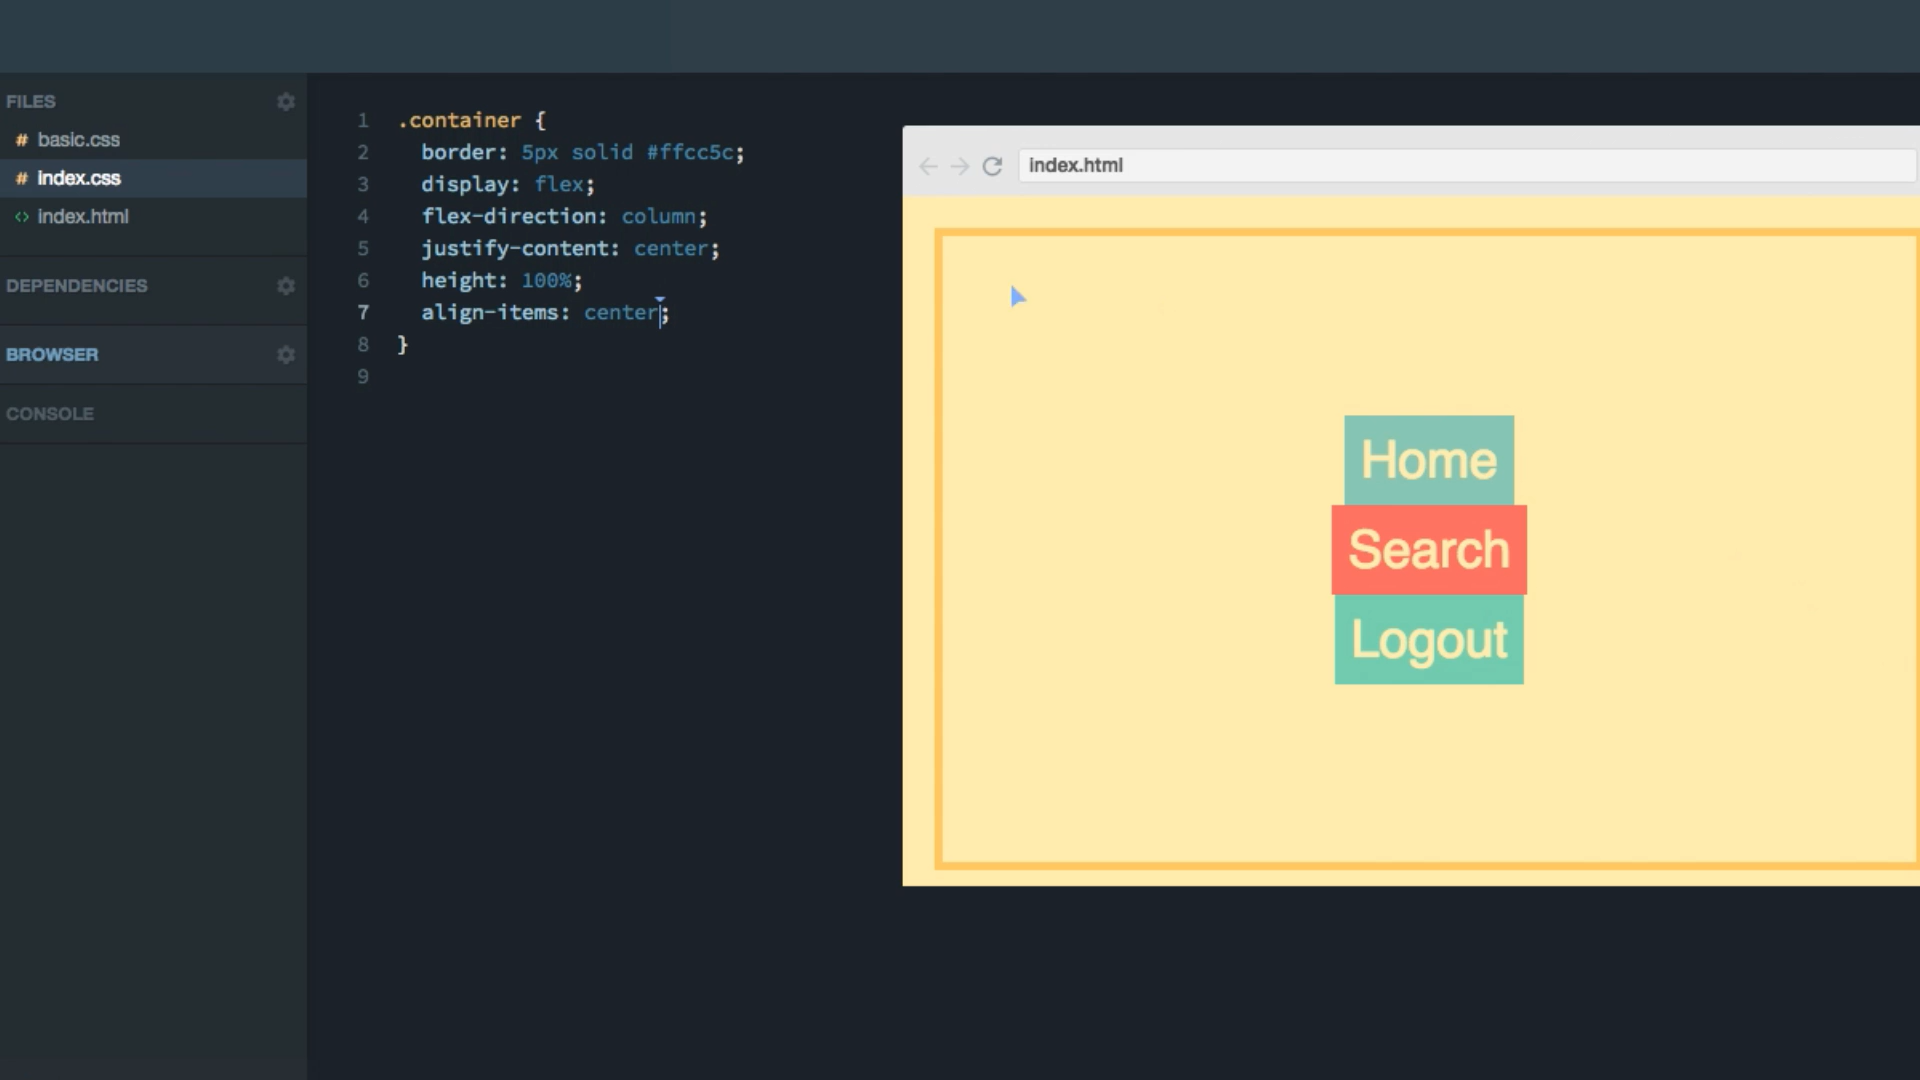 FILES
# basic.css
# index.css
<> index.html
DEPENDENCIES
BROWSER
CONSOLE
1 .container {
2 border: 5px solid #ffcc5c;
3 display: flex;
4 flex-direction: column;
5 justify-content: center;
6 height: 100%;
7 align-items: center;
8 }
9
index.html
Home
Search
Logout